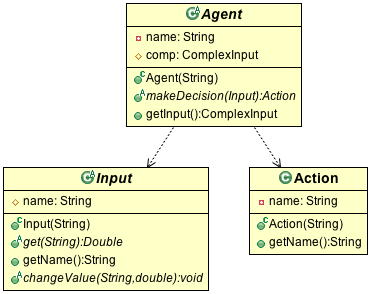 Agent
name: String
comp: ComplexInput
Agent(String)
makeDecision(Input):Action
getInput():ComplexInput
Input
name: String
Input(String)
get(String):Double
getName():String
changeValue(String,double):void
Action
name: String
Action(String)
getName():String